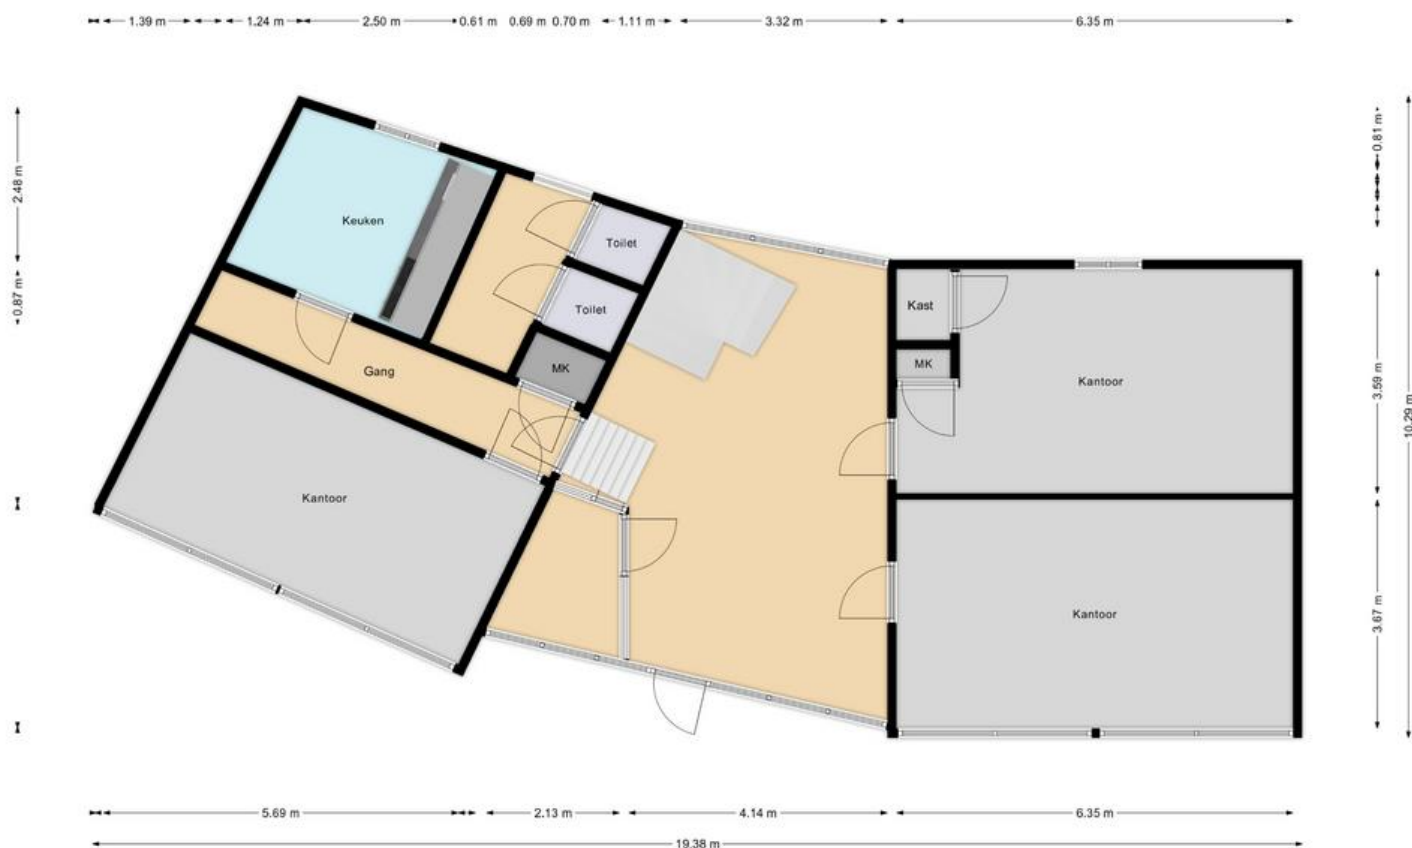 1.39 m
1.24 m
2.50 m
0.61 m
0.69 m
0.70 m
1.11 m
3.32 m
6.35 m
2.48 m
0.87 m
0.81 m
3.59 m
10.29 m
3.67 m
Keuken
Toilet
Toilet
MK
Gang
Kantoor
Kast
MK
Kantoor
Kantoor
5.69 m
2.13 m
4.14 m
6.35 m
19.38 m